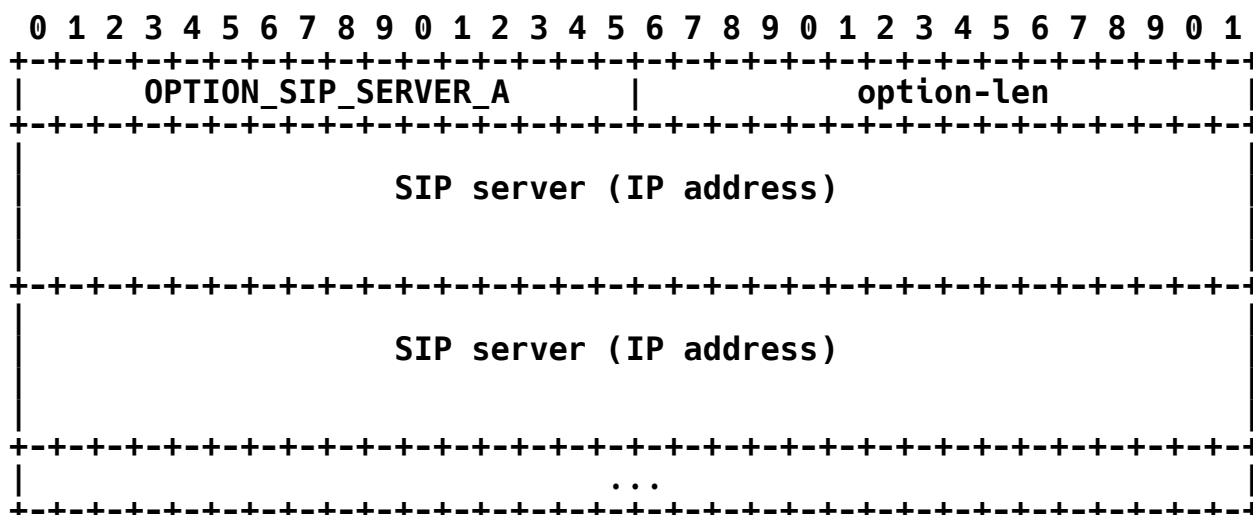 0 1 2 3 4 5 6 7 8 9 0 1 2 3 4 5 6 7 8 9 0 1 2 3 4 5 6 7 8 9 0 1
+-+-+-+-+-+-+-+-+-+-+-+-+-+-+-+-+-+-+-+-+-+-+-+-+-+-+-+-+-+-+-+-+
|      OPTION_SIP_SERVER_A      |           option-len          |
+-+-+-+-+-+-+-+-+-+-+-+-+-+-+-+-+-+-+-+-+-+-+-+-+-+-+-+-+-+-+-+-+
|                                                               |
|                   SIP server (IP address)                     |
|                                                               |
|                                                               |
+-+-+-+-+-+-+-+-+-+-+-+-+-+-+-+-+-+-+-+-+-+-+-+-+-+-+-+-+-+-+-+-+
|                                                               |
|                   SIP server (IP address)                     |
|                                                               |
|                                                               |
+-+-+-+-+-+-+-+-+-+-+-+-+-+-+-+-+-+-+-+-+-+-+-+-+-+-+-+-+-+-+-+-+
|                              ...                              |
+-+-+-+-+-+-+-+-+-+-+-+-+-+-+-+-+-+-+-+-+-+-+-+-+-+-+-+-+-+-+-+-+